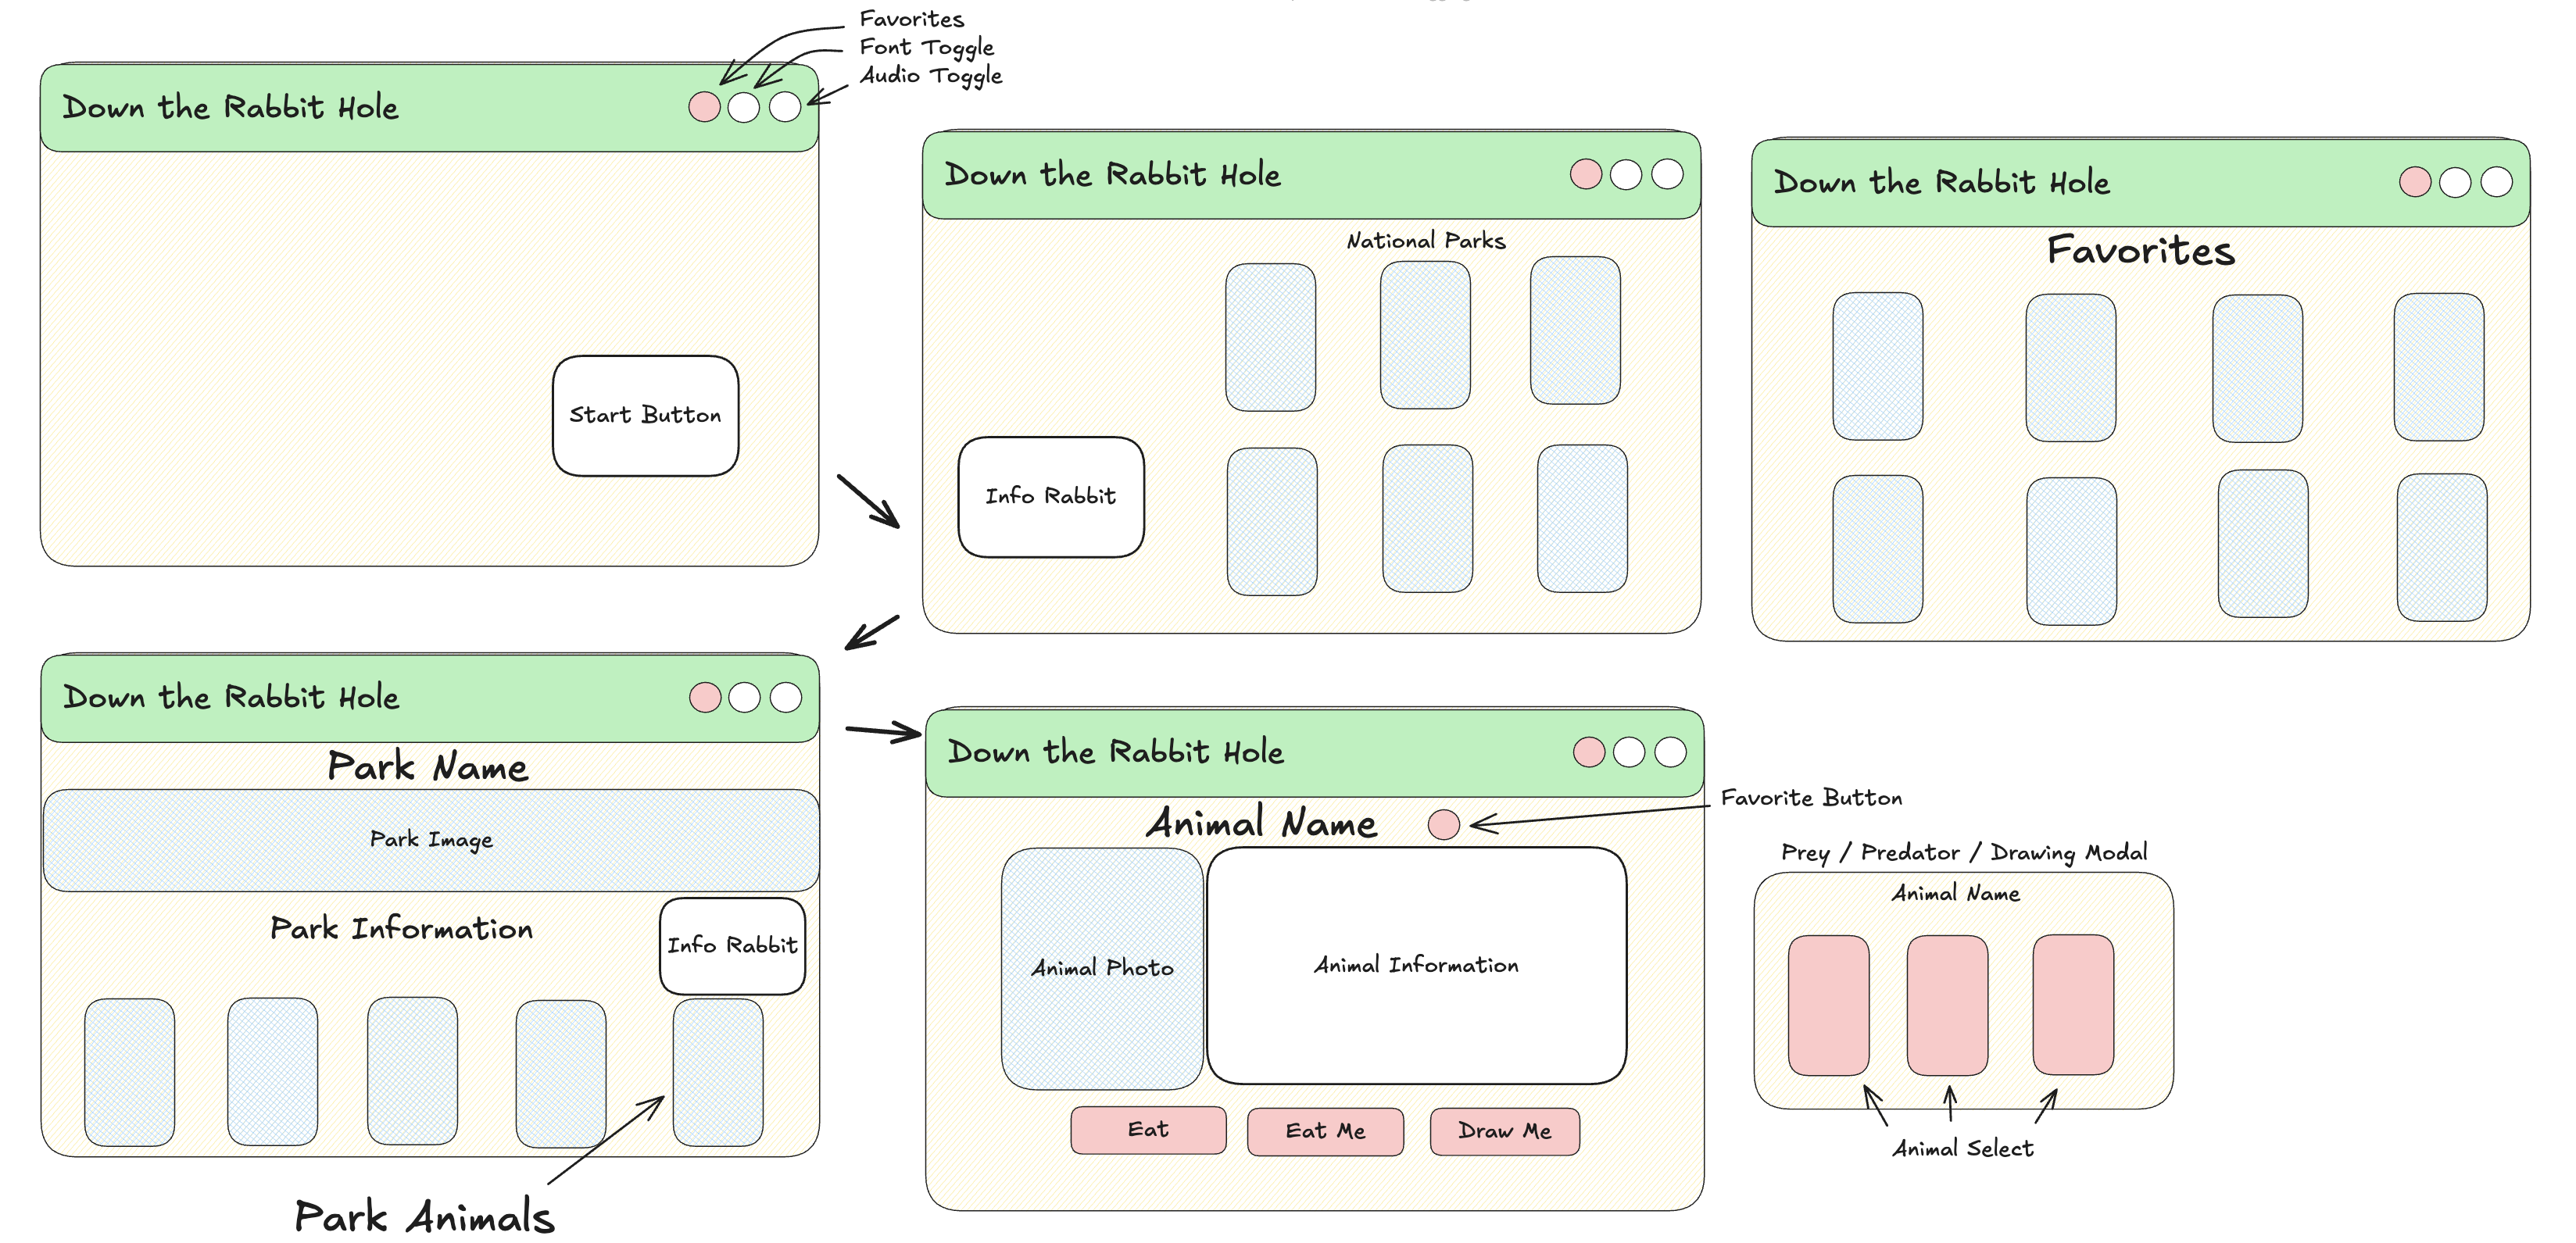 Favorites
Font Toggle
Audio Toggle
Down the Rabbit Hole
Start Button
Down the Rabbit Hole
National Parks
Info Rabbit
Down the Rabbit Hole
Favorites
Down the Rabbit Hole
Park Name
Park Image
Park Information
Info Rabbit
Park Animals
Down the Rabbit Hole
Animal Name
Favorite Button
Animal Photo
Animal Information
Eat
Eat Me
Draw Me
Prey / Predator / Drawing Modal
Animal Name
Animal Select